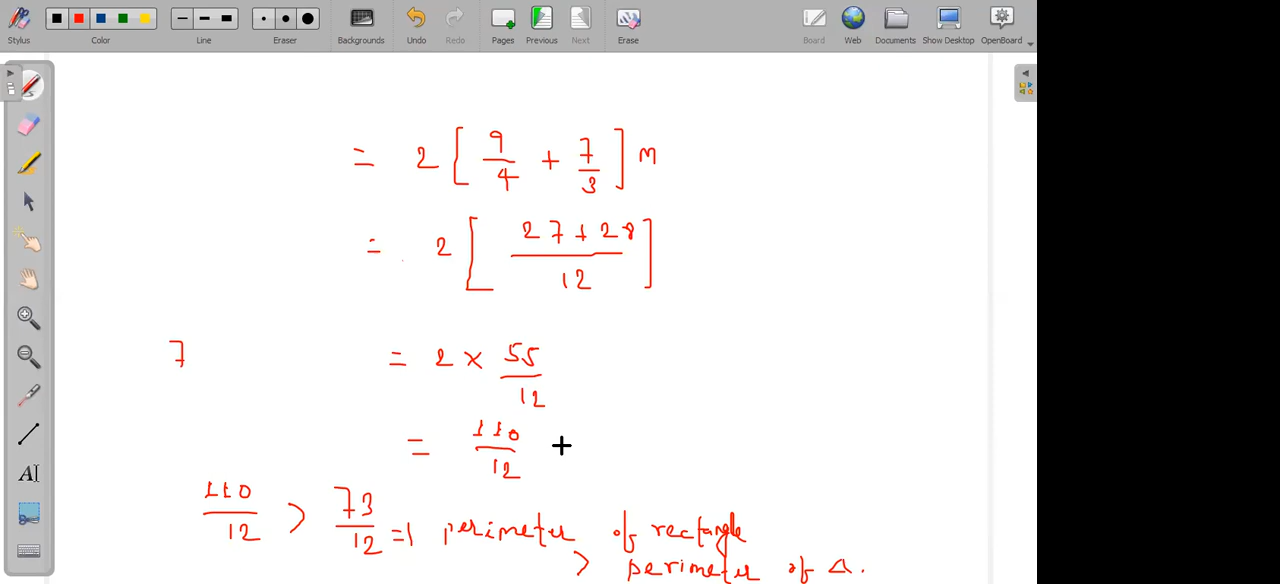 Stylus Color Line Eraser Backgrounds Undo Redo Pages Previous Next Erase Board Web Documents Show Desktop OpenBoard
= 2 [ 9/4 + 7/3 ] m
= 2 [ 27 + 28 / 12 ]
7 = 2 × 55/12
= 110/12
110/12 > 73/12 =) perimeter of rectangle
> perimeter of Δ.